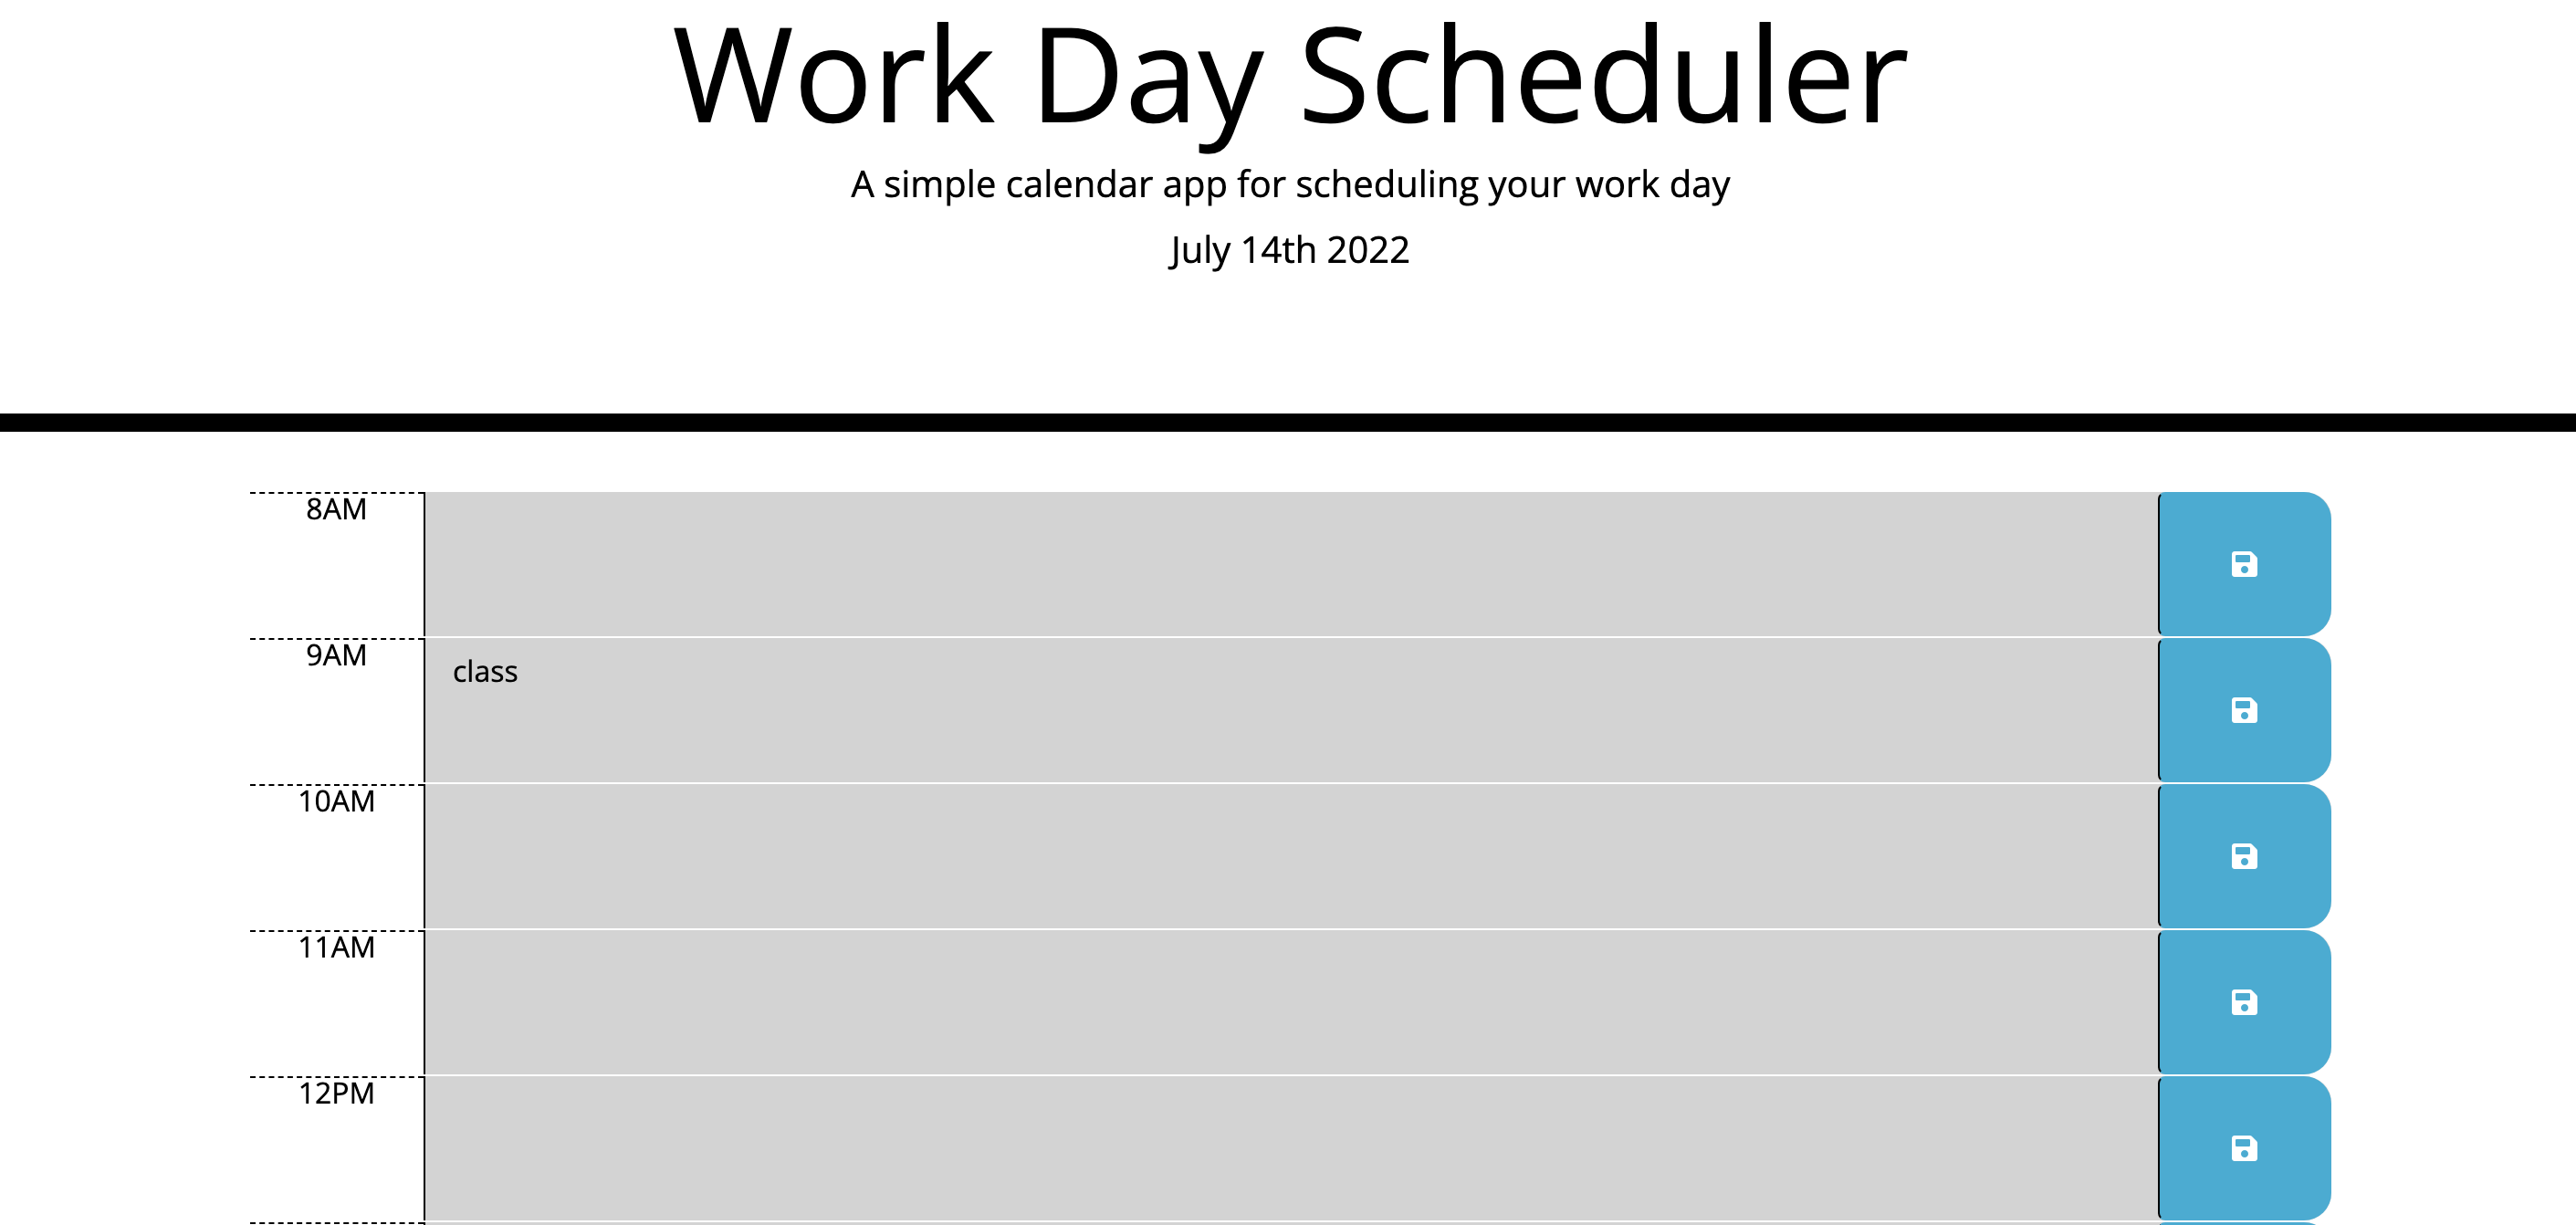 Work Day Scheduler
A simple calendar app for scheduling your work day
July 14th 2022
8AM
9AM
class
10AM
11AM
12PM